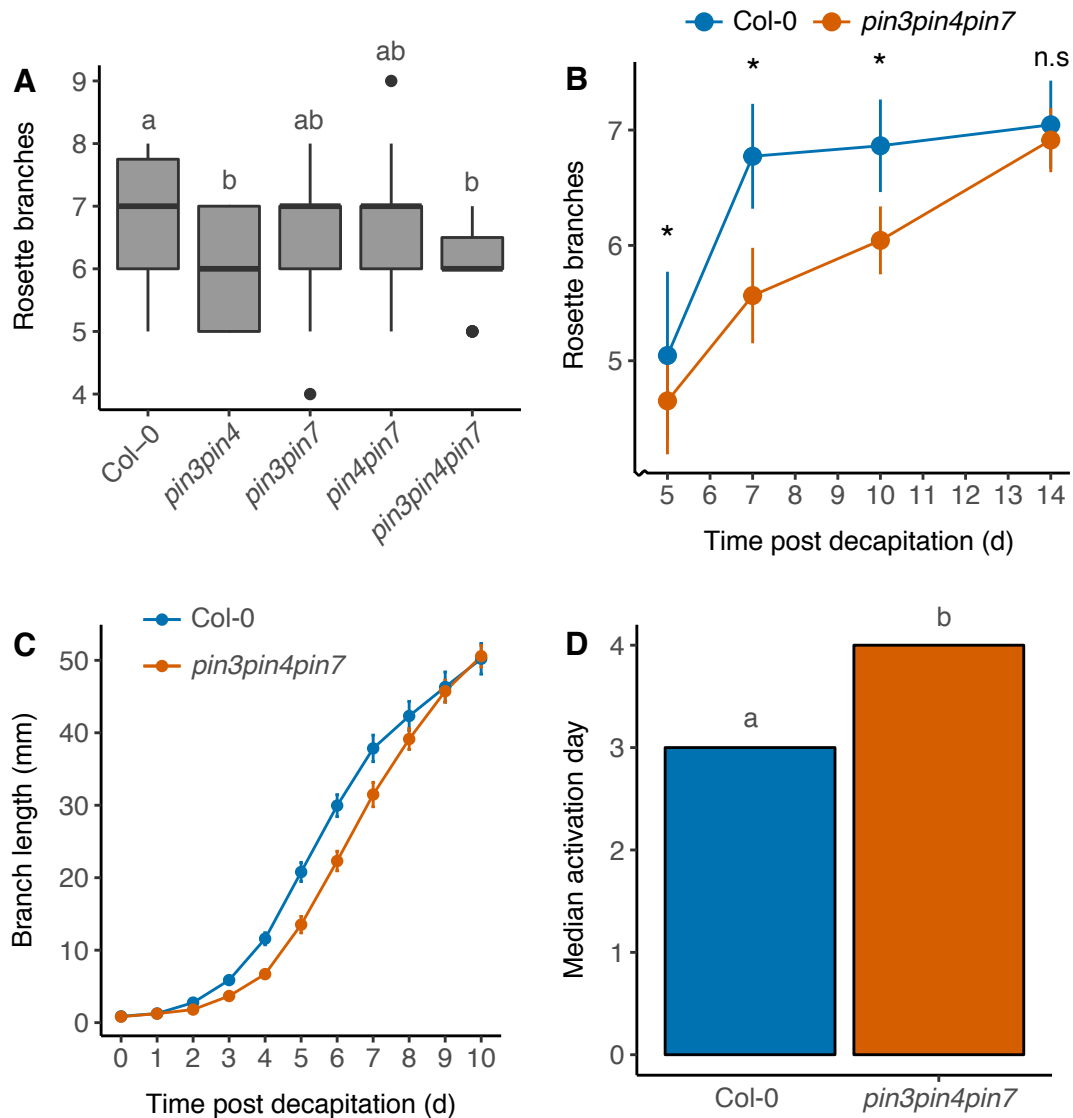 A
Rosette branches
9
8
7
6
5
4
a
b
ab
ab
b
Col−0
pin3pin4
pin3pin7
pin4pin7
pin3pin4pin7
Col-0 pin3pin4pin7
B
Rosette branches
7
6
5
*
*
*
n.s
5 6 7 8 9 10 11 12 13 14
Time post decapitation (d)
C
Col-0
pin3pin4pin7
Branch length (mm)
50
40
30
20
10
0
0 1 2 3 4 5 6 7 8 9 10
Time post decapitation (d)
D
Median activation day
4
3
2
1
0
a
b
Col-0 pin3pin4pin7